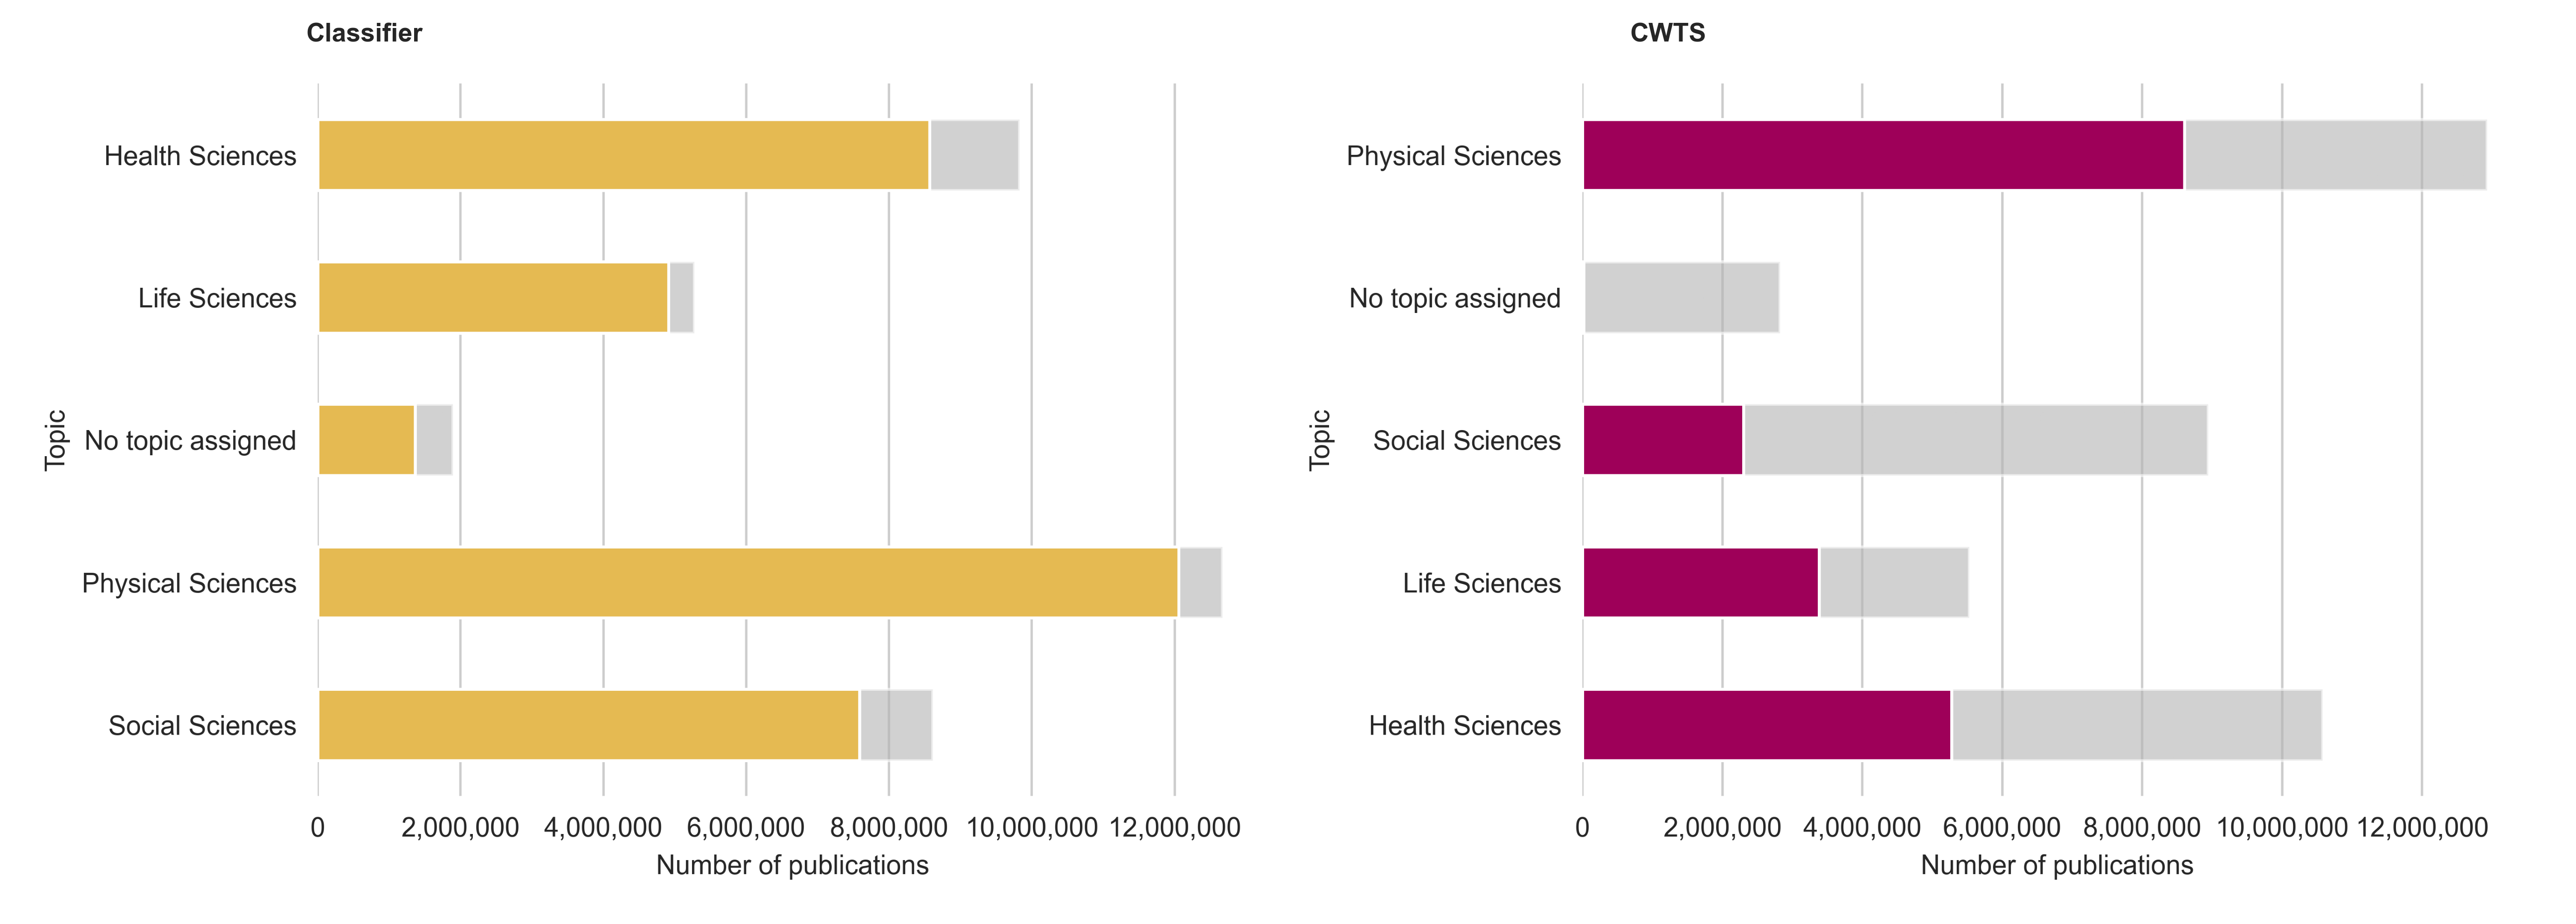 Classifier
Health Sciences
Life Sciences
No topic assigned
Physical Sciences
Social Sciences
Topic
0 2,000,000 4,000,000 6,000,000 8,000,000 10,000,000 12,000,000
Number of publications
CWTS
Physical Sciences
No topic assigned
Social Sciences
Life Sciences
Health Sciences
Topic
0 2,000,000 4,000,000 6,000,000 8,000,000 10,000,000 12,000,000
Number of publications